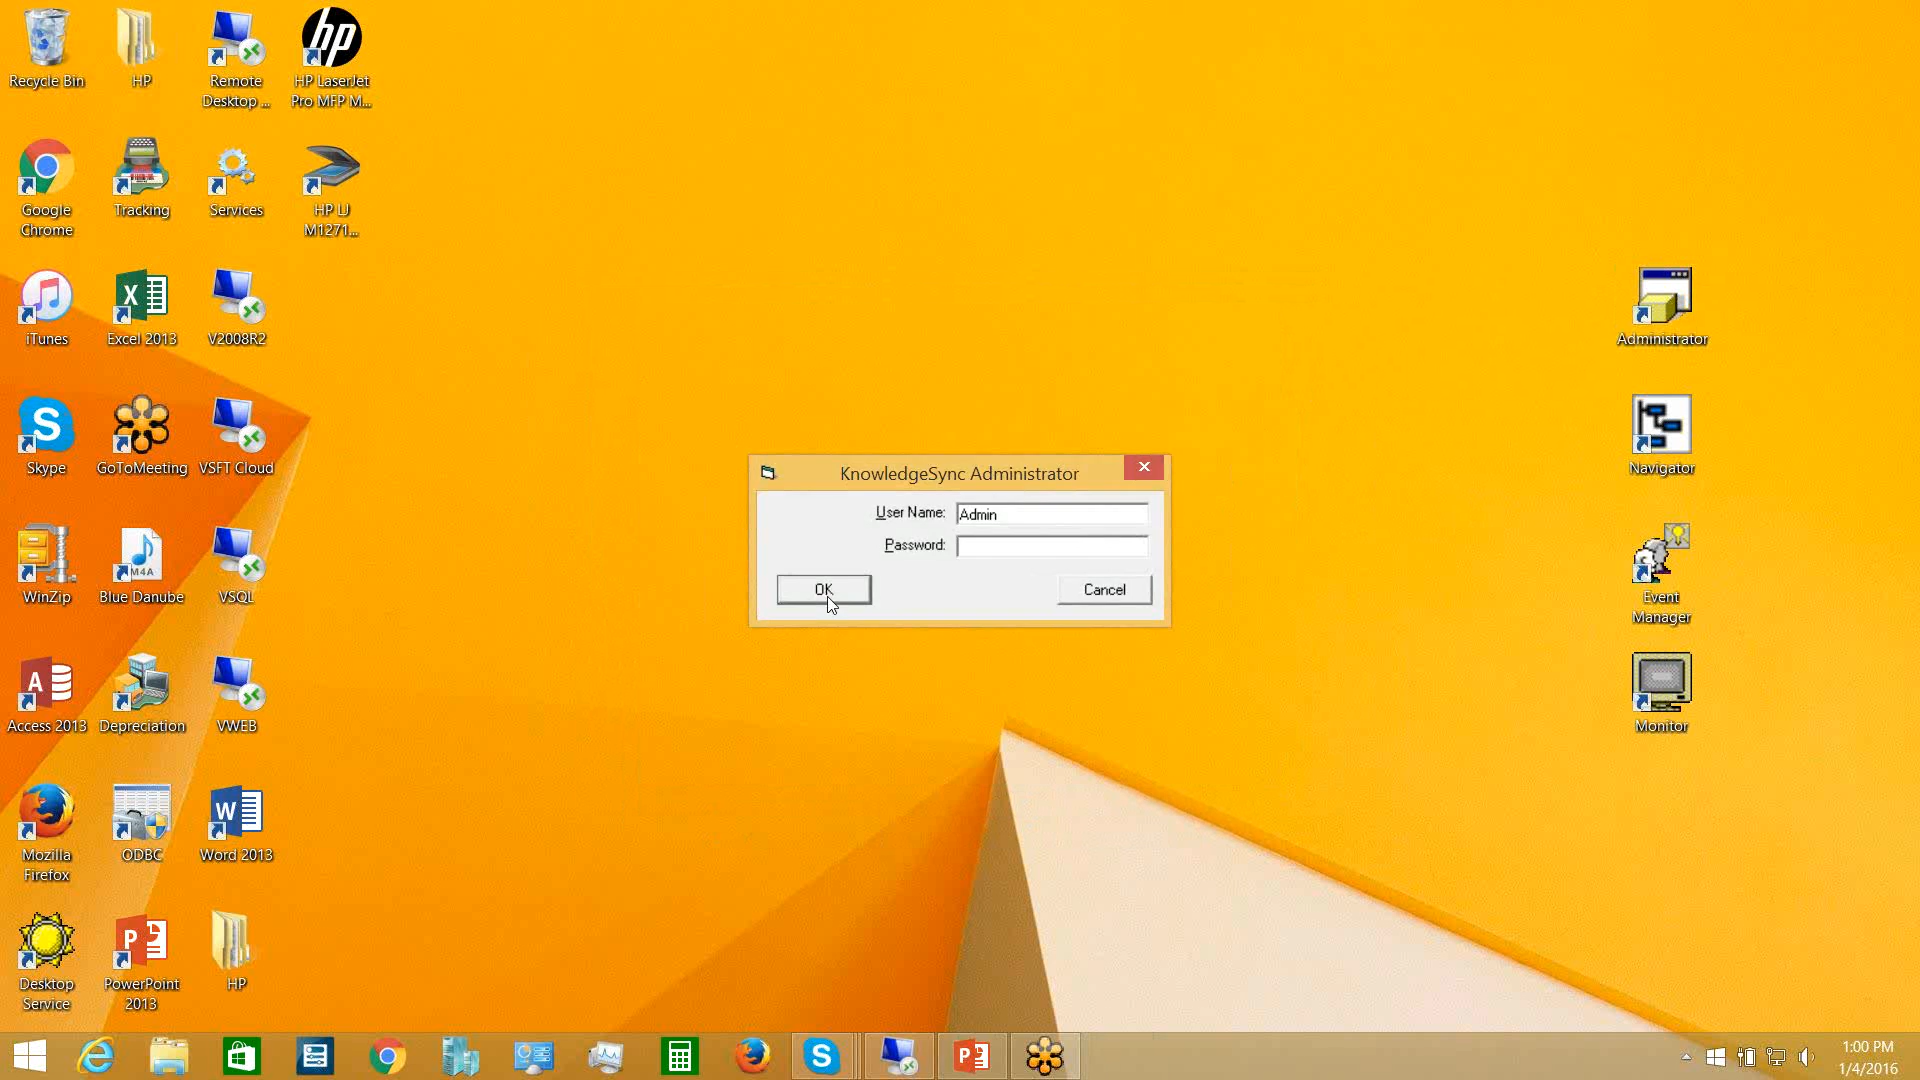 Recycle Bin
HP
Remote
Desktop ...
hp
HP LaserJet
Pro MFP M...
Google
Chrome
Tracking
Services
HP LJ
M1271...
iTunes
X
Excel 2013
V2008R2
Administrator
S
Skype
GoToMeeting
VSFT Cloud
Navigator
KnowledgeSync Administrator
User Name:
Admin
Password:
OK
Cancel
WinZip
M4A
Blue Danube
VSQL
Event
Manager
A
Access 2013
Depreciation
VWEB
Monitor
Mozilla
Firefox
ODBC
W
Word 2013
Desktop
Service
P
PowerPoint
2013
HP
S
P
1:00 PM
1/4/2016